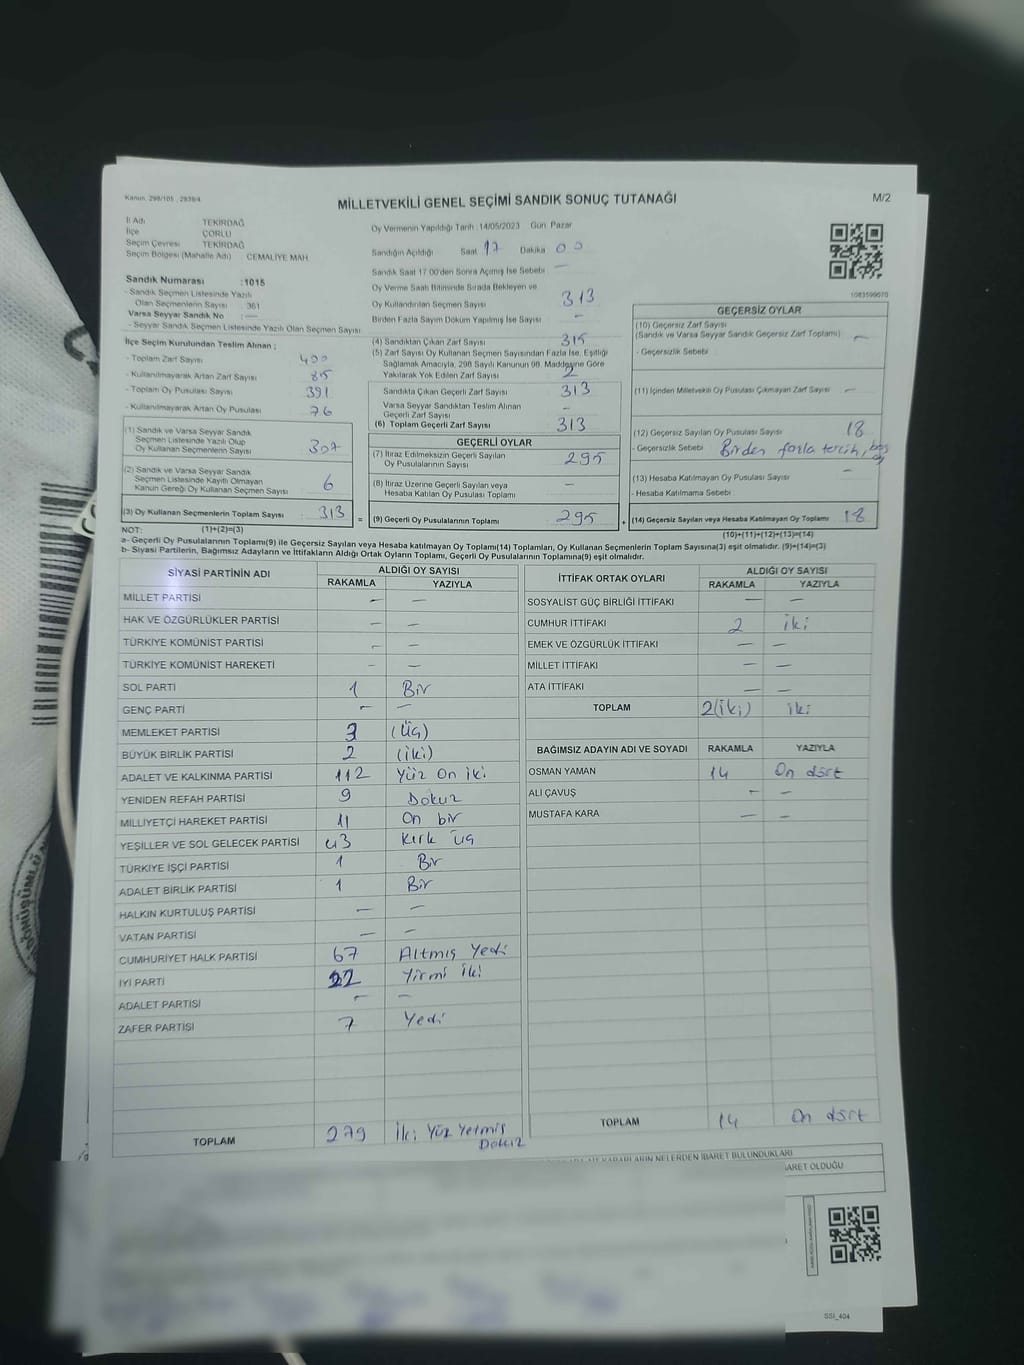 Kanun, 298/105 , 2839/4
MİLLETVEKİLİ GENEL SEÇİMİ SANDIK SONUÇ TUTANAĞI
M/2
İl Adı TEKİRDAĞ
İlçe ÇORLU
Seçim Çevresi TEKİRDAĞ
Seçim Bölgesi (Mahalle Adı) CEMALİYE MAH
Sandık Numarası :1015
- Sandık Seçmen Listesinde Yazılı
Olan Seçmenlerin Sayısı : 361
Varsa Seyyar Sandık No : —
- Seyyar Sandık Seçmen Listesinde Yazılı Olan Seçmen Sayısı
İlçe Seçim Kurulundan Teslim Alınan ;
- Toplam Zarf Sayısı 400
- Kullanılmayarak Artan Zarf Sayısı 85
- Toplam Oy Pusulası Sayısı 391
- Kullanılmayarak Artan Oy Pusulası 76
(1) Sandık ve Varsa Seyyar Sandık
Seçmen Listesinde Yazılı Olup
Oy Kullanan Seçmenlerin Sayısı 307
(2) Sandık ve Varsa Seyyar Sandık
Seçmen Listesinde Kayıtlı Olmayan
Kanun Gereği Oy Kullanan Seçmen Sayısı 6
(3) Oy Kullanan Seçmenlerin Toplam Sayısı 313
Oy Vermenin Yapıldığı Tarih 14/05/2023 Gün Pazar
Sandığın Açıldığı Saat 17 Dakika 00
Sandık Saat 17 00'den Sonra Açılmış İse Sebebi —
Oy Verme Saati Bitiminde Sırada Bekleyen ve
Oy Kullandırılan Seçmen Sayısı 313
Birden Fazla Sayım Döküm Yapılmış İse Sayısı —
(4) Sandıktan Çıkan Zarf Sayısı 315
(5) Zarf Sayısı Oy Kullanan Seçmen Sayısından Fazla İse, Eşitliği
Sağlamak Amacıyla, 298 Sayılı Kanunun 98. Maddesine Göre
Yakılarak Yok Edilen Zarf Sayısı 2
Sandıkta Çıkan Geçerli Zarf Sayısı 313
Varsa Seyyar Sandıktan Teslim Alınan
Geçerli Zarf Sayısı —
(6) Toplam Geçerli Zarf Sayısı 313
GEÇERLİ OYLAR
(7) İtiraz Edilmeksizin Geçerli Sayılan
Oy Pusulalarının Sayısı 295
(8) İtiraz Üzerine Geçerli Sayılan veya
Hesaba Katılan Oy Pusulası Toplamı —
= (9) Geçerli Oy Pusulalarının Toplamı 295
1083599070
GEÇERSİZ OYLAR
(10) Geçersiz Zarf Sayısı
(Sandık ve Varsa Seyyar Sandık Geçersiz Zarf Toplamı) —
- Geçersizlik Sebebi
(11) İçinden Milletvekili Oy Pusulası Çıkmayan Zarf Sayısı —
(12) Geçersiz Sayılan Oy Pusulası Sayısı 18
- Geçersizlik Sebebi Birden fazla tercih, boş
(13) Hesaba Katılmayan Oy Pusulası Sayısı —
- Hesaba Katılmama Sebebi
+ (14) Geçersiz Sayılan veya Hesaba Katılmayan Oy Toplamı 18
NOT: (1)+(2)=(3) (10)+(11)+(12)+(13)=(14)
a- Geçerli Oy Pusulalarının Toplamı(9) ile Geçersiz Sayılan veya Hesaba katılmayan Oy Toplamı(14) Toplamları, Oy Kullanan Seçmenlerin Toplam Sayısına(3) eşit olmalıdır. (9)+(14)=(3)
b- Siyasi Partilerin, Bağımsız Adayların ve İttifakların Aldığı Ortak Oyların Toplamı, Geçerli Oy Pusulalarının Toplamına(9) eşit olmalıdır.
SİYASİ PARTİNİN ADI ALDIĞI OY SAYISI
RAKAMLA YAZIYLA
MİLLET PARTİSİ — —
HAK VE ÖZGÜRLÜKLER PARTİSİ — —
TÜRKİYE KOMÜNİST PARTİSİ — —
TÜRKİYE KOMÜNİST HAREKETİ — —
SOL PARTİ 1 Bir
GENÇ PARTİ — —
MEMLEKET PARTİSİ 3 (Üç)
BÜYÜK BİRLİK PARTİSİ 2 (iki)
ADALET VE KALKINMA PARTİSİ 112 Yüz On iki
YENİDEN REFAH PARTİSİ 9 Dokuz
MİLLİYETÇİ HAREKET PARTİSİ 11 On bir
YEŞİLLER VE SOL GELECEK PARTİSİ 43 Kırk üç
TÜRKİYE İŞÇİ PARTİSİ 1 Bir
ADALET BİRLİK PARTİSİ 1 Bir
HALKIN KURTULUŞ PARTİSİ — —
VATAN PARTİSİ — —
CUMHURİYET HALK PARTİSİ 67 Altmış Yedi
İYİ PARTİ 22 Yirmi iki
ADALET PARTİSİ — —
ZAFER PARTİSİ 7 Yedi
TOPLAM 279 İki Yüz Yetmiş
Dokuz
İTTİFAK ORTAK OYLARI ALDIĞI OY SAYISI
RAKAMLA YAZIYLA
SOSYALİST GÜÇ BİRLİĞİ İTTİFAKI — —
CUMHUR İTTİFAKI 2 iki
EMEK VE ÖZGÜRLÜK İTTİFAKI — —
MİLLET İTTİFAKI — —
ATA İTTİFAKI — —
TOPLAM 2(iki) iki
BAĞIMSIZ ADAYIN ADI VE SOYADI RAKAMLA YAZIYLA
OSMAN YAMAN 14 On dört
ALİ ÇAVUŞ — —
MUSTAFA KARA — —
TOPLAM 14 On dört
KARARLARIN NELERDEN İBARET BULUNDUKLARI
İBARET OLDUĞU
SSI_404